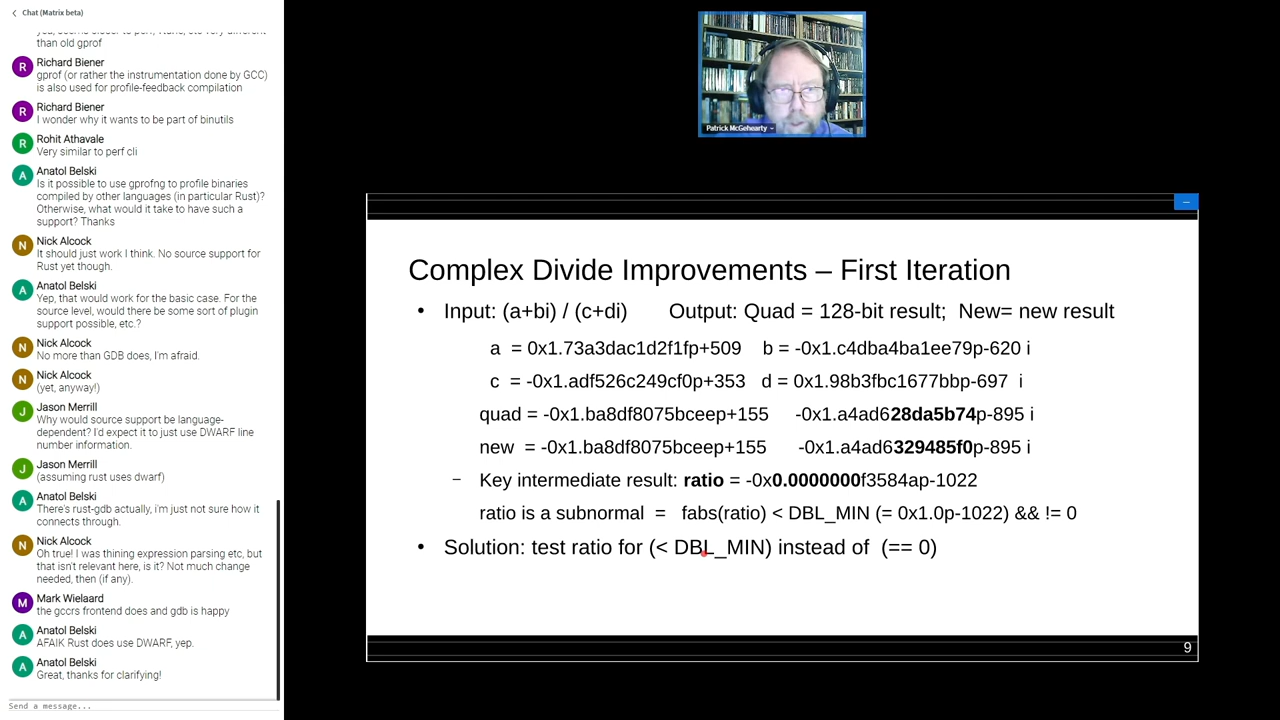 Chat (Matrix beta)
than old gprof
Richard Biener
gprof (or rather the instrumentation done by GCC)
is also used for profile-feedback compilation
Richard Biener
I wonder why it wants to be part of binutils
Rohit Athavale
Very similar to perf cli
Anatol Belski
Is it possible to use gprofng to profile binaries
compiled by other languages (in particular Rust)?
Otherwise, what would it take to have such a
support? Thanks
Nick Alcock
It should just work I think. No source support for
Rust yet though.
Anatol Belski
Yep, that would work for the basic case. For the
source level, would there be some sort of plugin
support possible, etc.?
Nick Alcock
No more than GDB does, I'm afraid.
Nick Alcock
(yet, anyway!)
Jason Merrill
Why would source support be language-
dependent? I'd expect it to just use DWARF line
number information.
Jason Merrill
(assuming rust uses dwarf)
Anatol Belski
There's rust-gdb actually, i'm just not sure how it
connects through.
Nick Alcock
Oh true! I was thining expression parsing etc, but
that isn't relevant here, is it? Not much change
needed, then (if any).
Mark Wielaard
the gccrs frontend does and gdb is happy
Anatol Belski
AFAIK Rust does use DWARF, yep.
Anatol Belski
Great, thanks for clarifying!
Send a message...
R
R
R
A
N
A
N
N
J
J
A
N
M
A
A
Patrick McGehearty
Complex Divide Improvements – First Iteration
• Input: (a+bi) / (c+di) Output: Quad = 128-bit result; New= new result
a = 0x1.73a3dac1d2f1fp+509 b = -0x1.c4dba4ba1ee79p-620 i
c = -0x1.adf526c249cf0p+353 d = 0x1.98b3fbc1677bbp-697 i
quad = -0x1.ba8df8075bceep+155 -0x1.a4ad628da5b74p-895 i
new = -0x1.ba8df8075bceep+155 -0x1.a4ad6329485f0p-895 i
– Key intermediate result: ratio = -0x0.0000000f3584ap-1022
ratio is a subnormal = fabs(ratio) < DBL_MIN (= 0x1.0p-1022) && != 0
• Solution: test ratio for (< DBL_MIN) instead of (== 0)
9